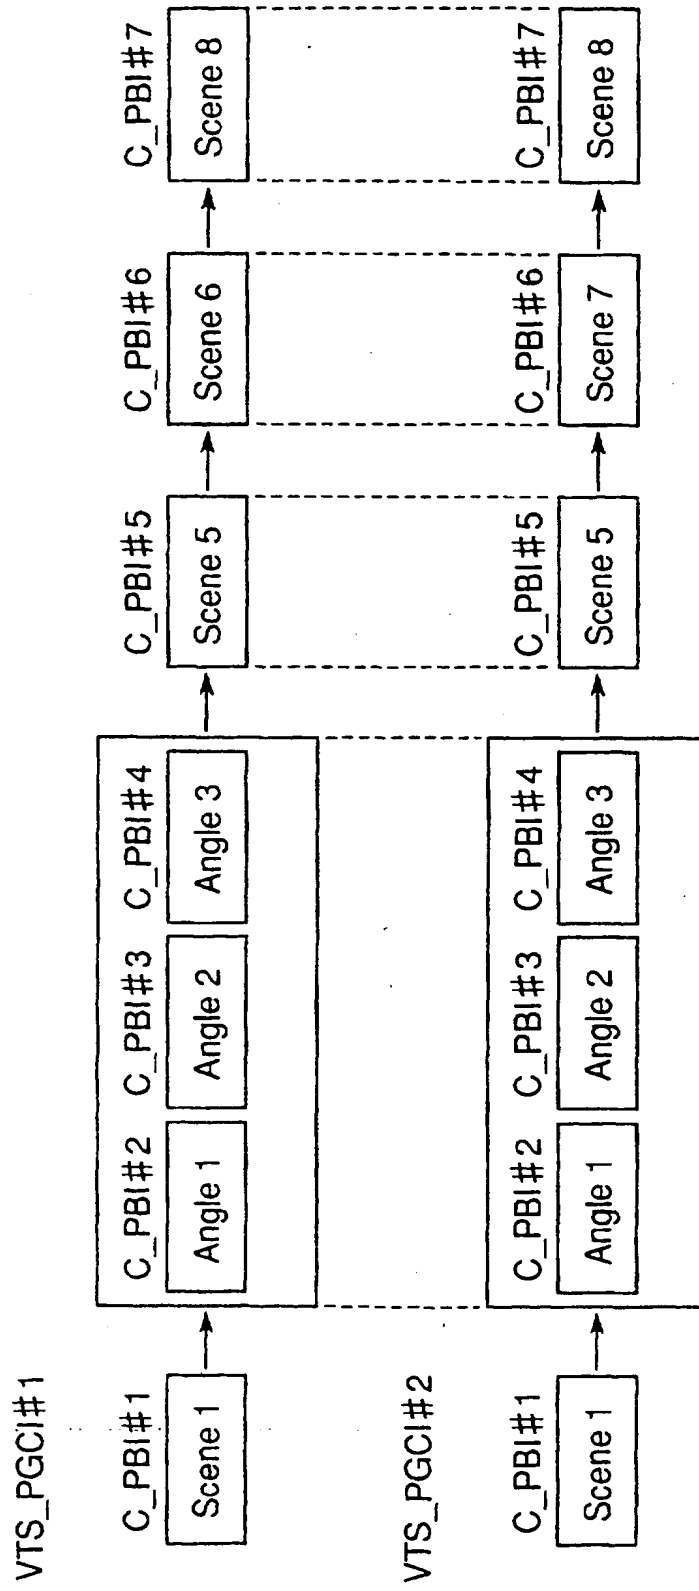 VTS_PGCI#1
C_PBI#1
Scene 1
C_PBI#2
Angle 1
C_PBI#3
Angle 2
C_PBI#4
Angle 3
C_PBI#5
Scene 5
C_PBI#6
Scene 6
C_PBI#7
Scene 8
VTS_PGCI#2
C_PBI#1
Scene 1
C_PBI#2
Angle 1
C_PBI#3
Angle 2
C_PBI#4
Angle 3
C_PBI#5
Scene 5
C_PBI#6
Scene 7
C_PBI#7
Scene 8